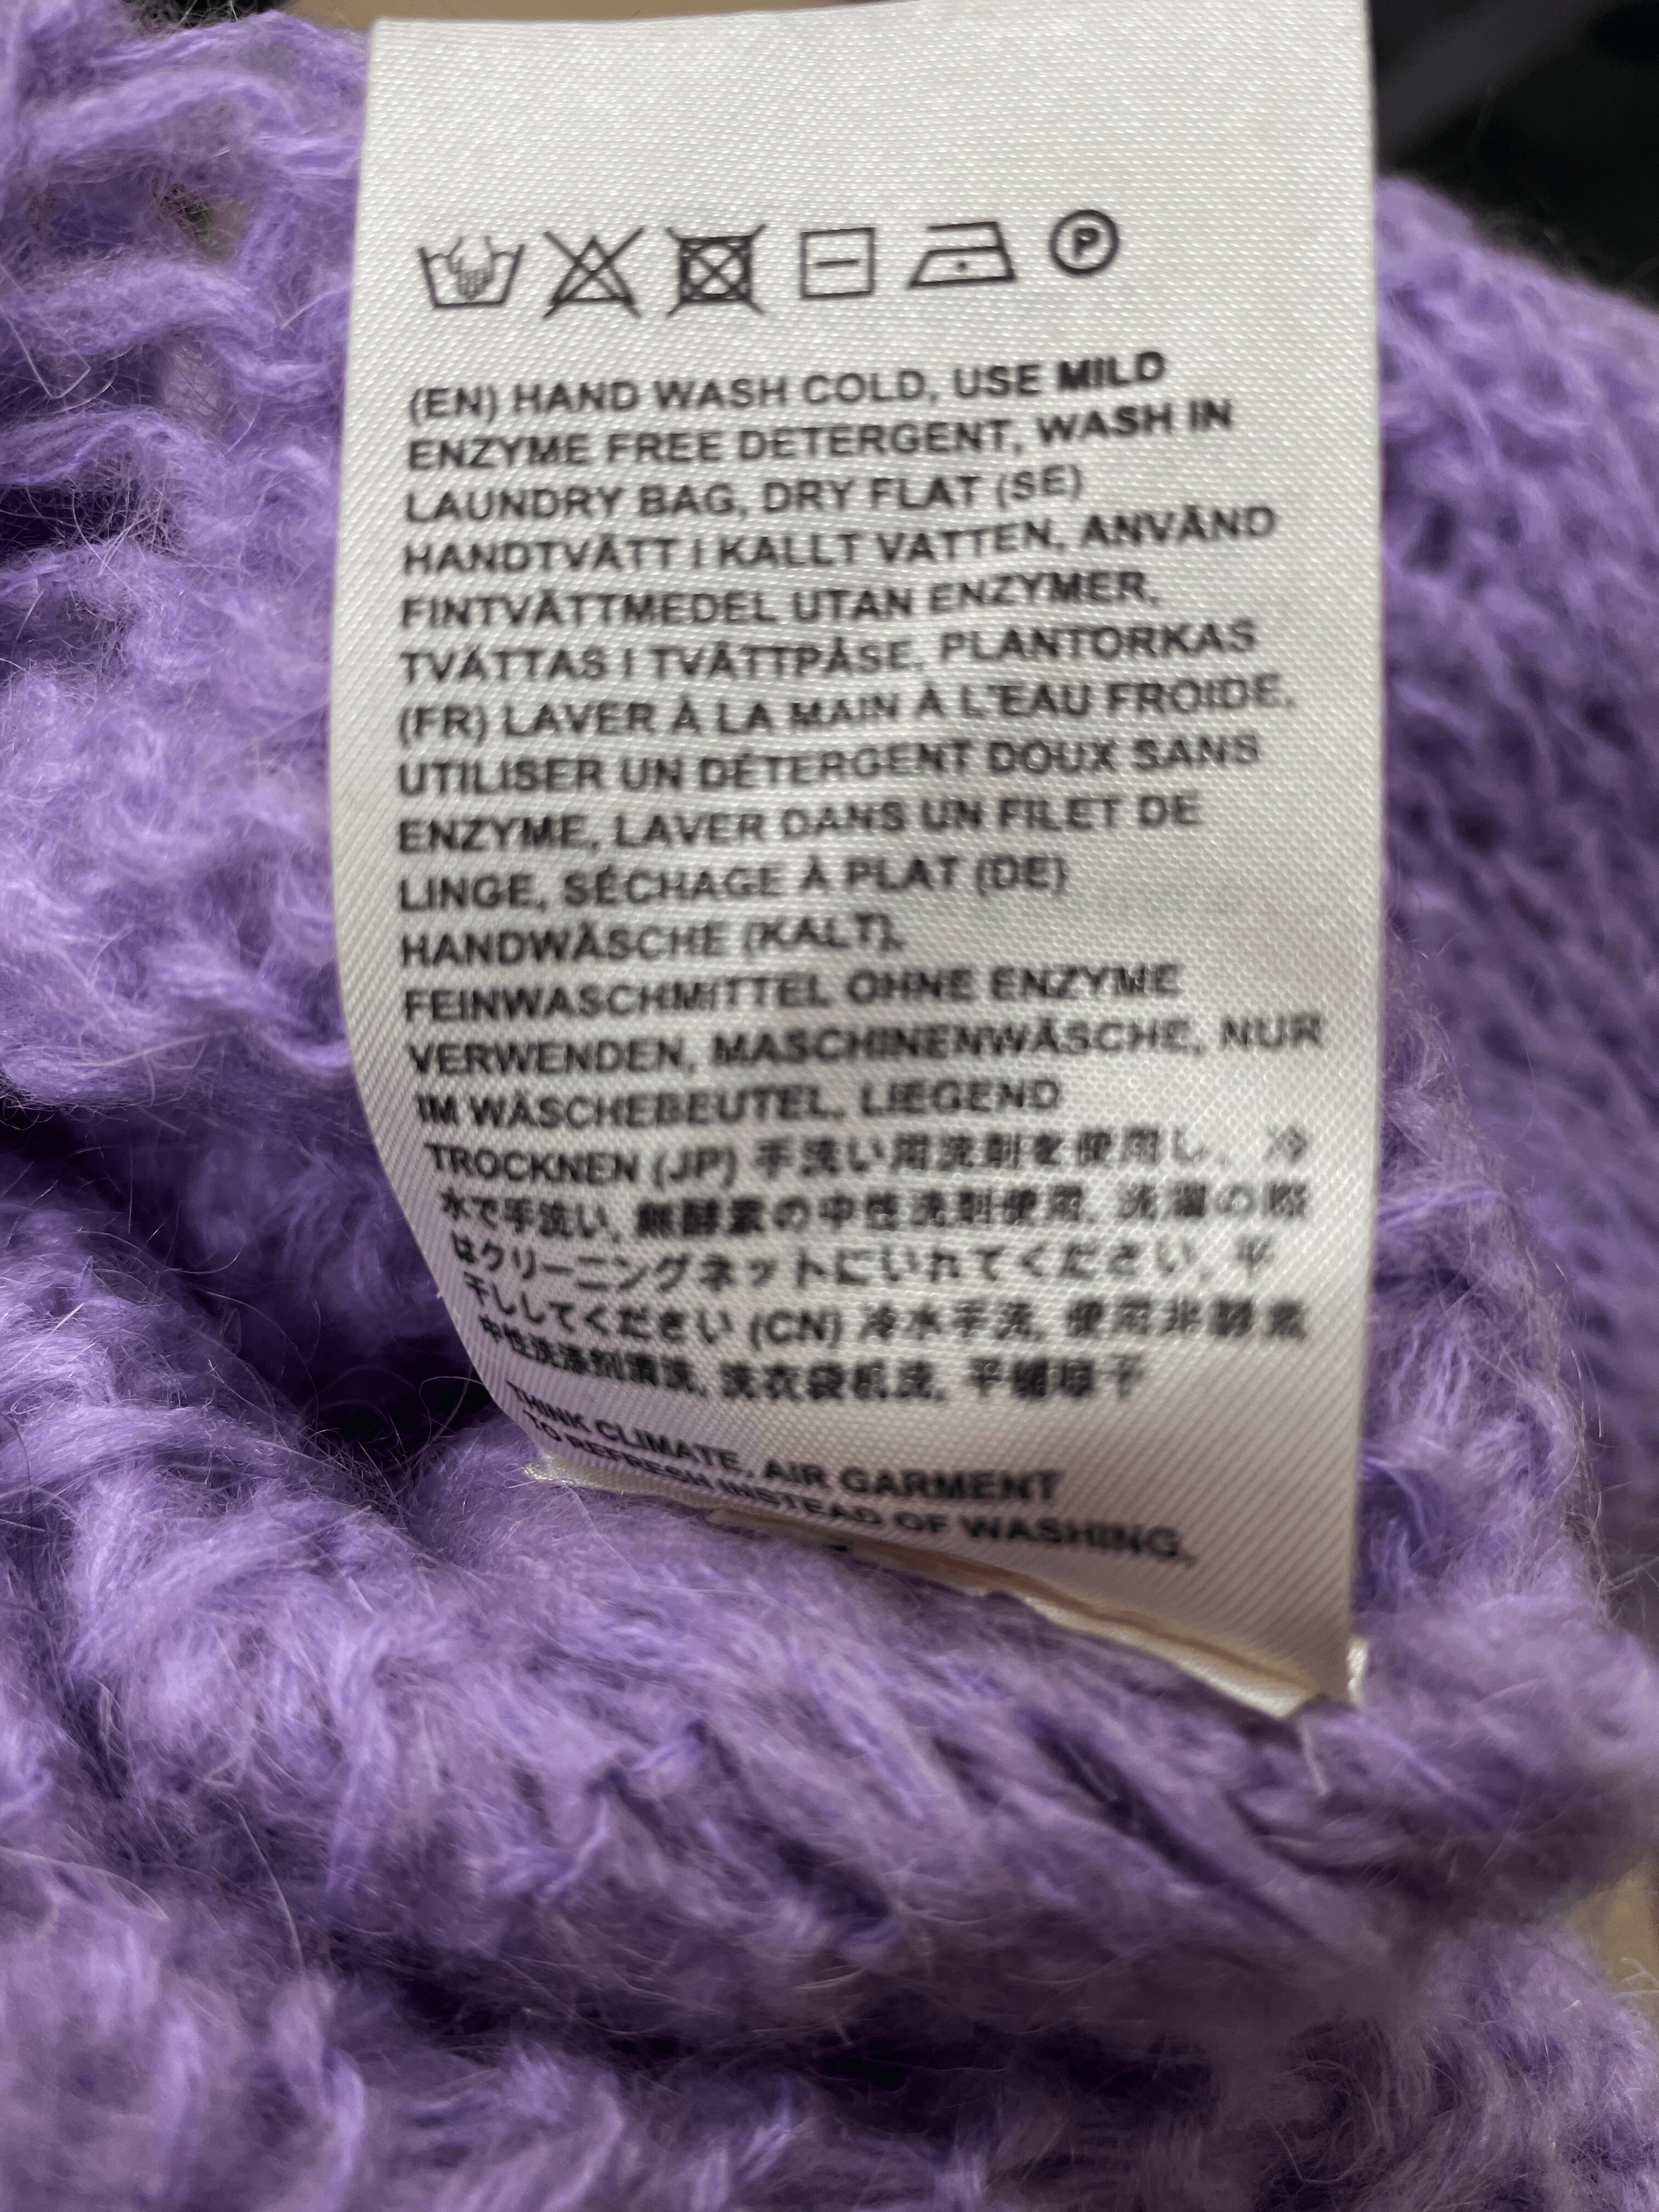 P
(EN) HAND WASH COLD, USE MILD
ENZYME FREE DETERGENT, WASH IN
LAUNDRY BAG, DRY FLAT (SE)
HANDTVÄTT I KALLT VATTEN, ANVÄND
FINTVÄTTMEDEL UTAN ENZYMER,
TVÄTTAS I TVÄTTPÅSE, PLANTORKAS
(FR) LAVER À LA MAIN À L'EAU FROIDE,
UTILISER UN DÉTERGENT DOUX SANS
ENZYME, LAVER DANS UN FILET DE
LINGE, SÉCHAGE À PLAT (DE)
HANDWÄSCHE (KALT),
FEINWASCHMITTEL OHNE ENZYME
VERWENDEN, MASCHINENWÄSCHE, NUR
IM WÄSCHEBEUTEL, LIEGEND
TROCKNEN (JP) 手洗い用洗剤を使用し、冷
水で手洗い, 無酵素の中性洗剤使用, 洗濯の際
はクリーニングネットにいれてください, 平
干ししてください (CN) 冷水手洗, 使用非酵素
中性洗涤剂清洗, 洗衣袋机洗, 平铺晾干
THINK CLIMATE, AIR GARMENT
TO REFRESH INSTEAD OF WASHING.